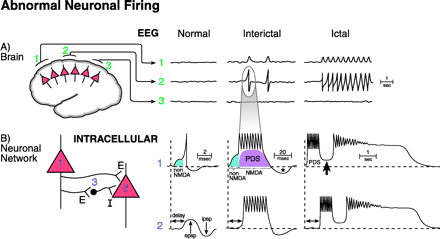 Abnormal Neuronal Firing
EEG Normal Interictal Ictal
A)
Brain
1 2 3
1
2
3
1
sec
B)
Neuronal
Network
INTRACELLULAR
1 E
3
2
E I
1
non
NMDA
2
msec
PDS
non
NMDA
NMDA
20
msec
*
PDS
1
sec
2
delay
epsp
ipsp